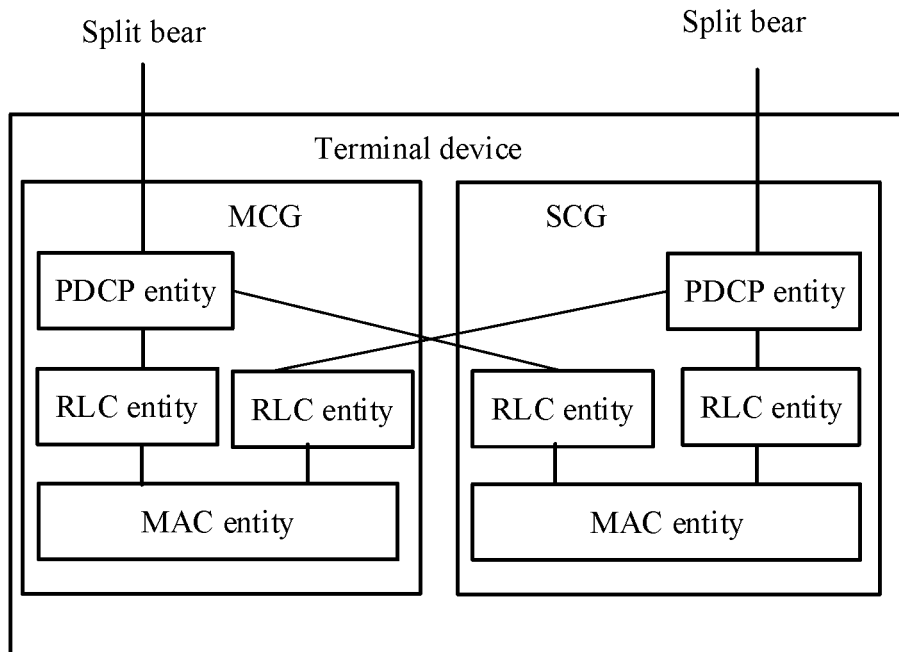 Split bear
Split bear
Terminal device
MCG
SCG
PDCP entity
PDCP entity
RLC entity
RLC entity
RLC entity
RLC entity
MAC entity
MAC entity